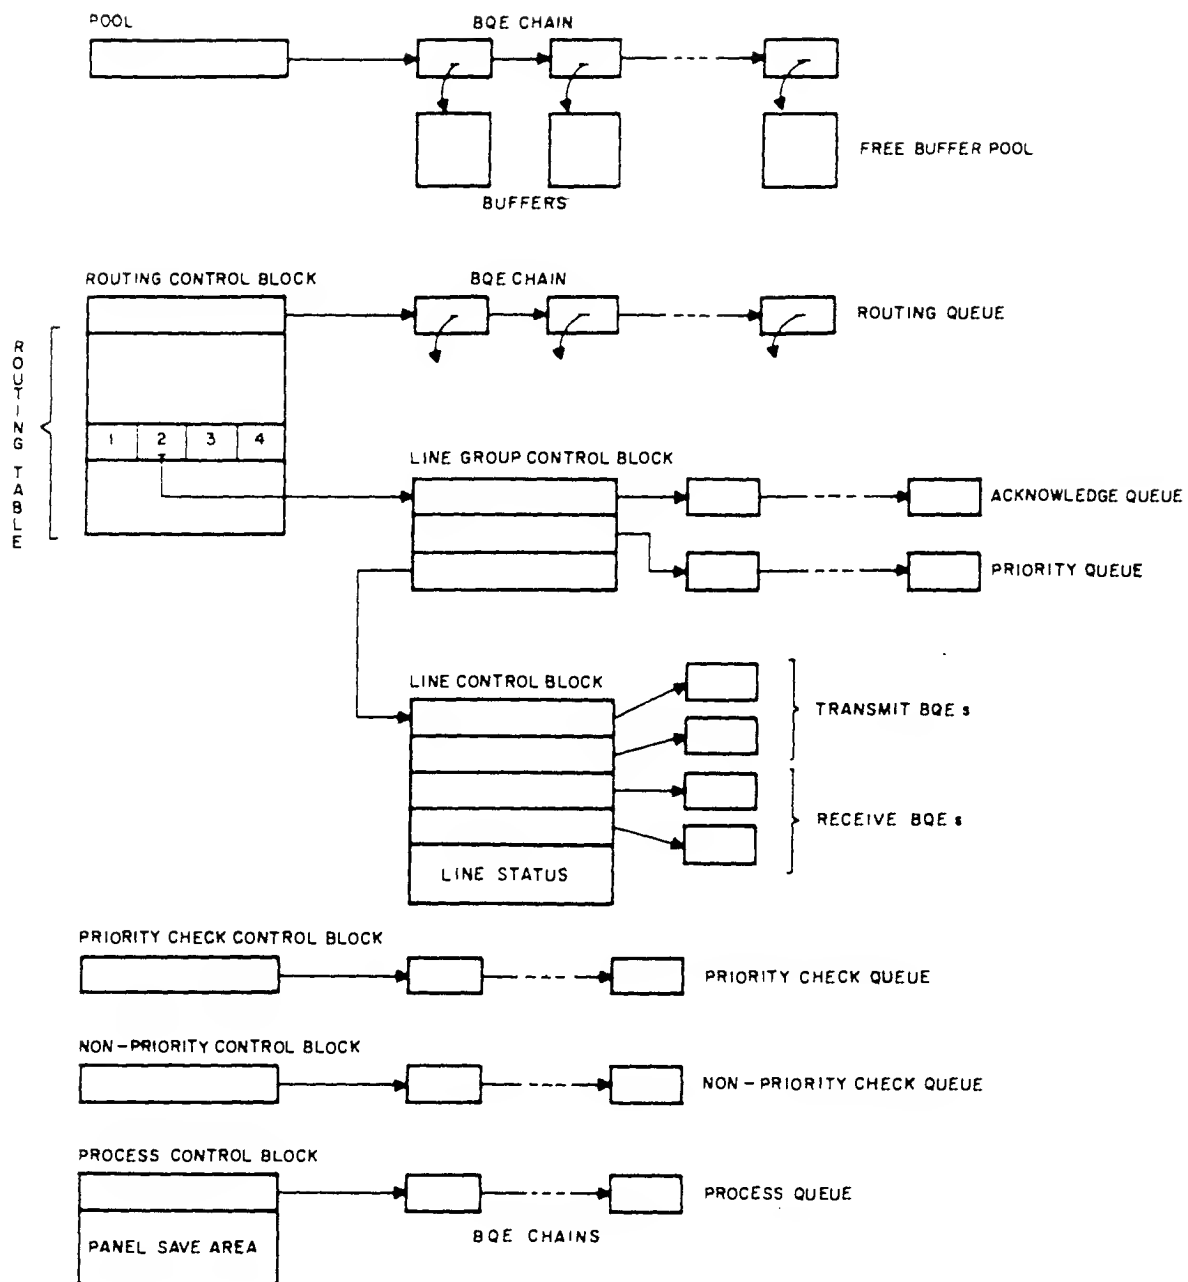 POOL
BQE CHAIN
FREE BUFFER POOL
BUFFERS
ROUTING CONTROL BLOCK
BQE CHAIN
ROUTING QUEUE
ROUTING TABLE
1 2 3 4
LINE GROUP CONTROL BLOCK
ACKNOWLEDGE QUEUE
PRIORITY QUEUE
LINE CONTROL BLOCK
TRANSMIT BQE s
RECEIVE BQE s
LINE STATUS
PRIORITY CHECK CONTROL BLOCK
PRIORITY CHECK QUEUE
NON-PRIORITY CONTROL BLOCK
NON-PRIORITY CHECK QUEUE
PROCESS CONTROL BLOCK
PROCESS QUEUE
BQE CHAINS
PANEL SAVE AREA